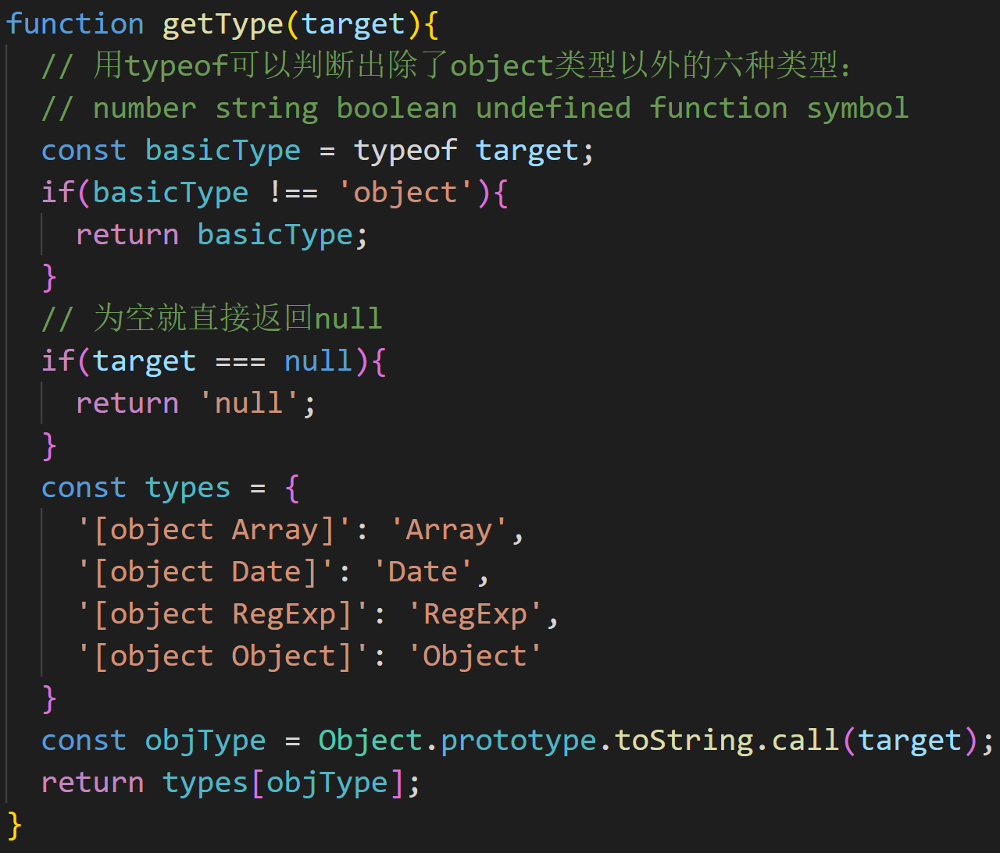 function getType(target){
// 用typeof可以判断出除了object类型以外的六种类型：
// number string boolean undefined function symbol
const basicType = typeof target;
if(basicType !== 'object'){
return basicType;
}
// 为空就直接返回null
if(target === null){
return 'null';
}
const types = {
'[object Array]': 'Array',
'[object Date]': 'Date',
'[object RegExp]': 'RegExp',
'[object Object]': 'Object'
}
const objType = Object.prototype.toString.call(target);
return types[objType];
}